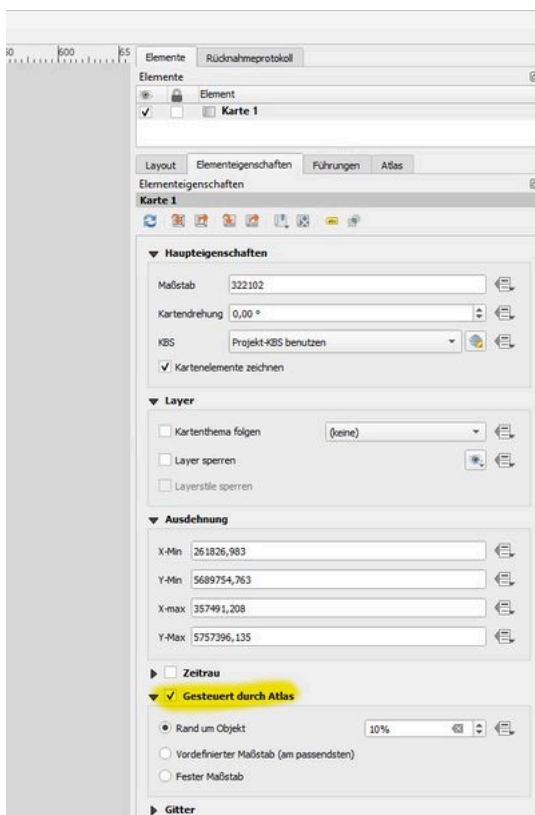 50 600 65
Elemente Rücknahmeprotokoll
Elemente
Element
Karte 1
Layout Elementeigenschaften Führungen Atlas
Elementeigenschaften
Karte 1
Haupteigenschaften
Maßstab 322102
Kartendrehung 0,00 °
KBS Projekt-KBS benutzen
Kartenelemente zeichnen
Layer
Kartenthema folgen (keine)
Layer sperren
Layerstile sperren
Ausdehnung
X-Min 261826,983
Y-Min 5689754,763
X-max 357491,208
Y-Max 5757396,135
Zeitrau
Gesteuert durch Atlas
Rand um Objekt 10%
Vordefinierter Maßstab (am passendsten)
Fester Maßstab
Gitter